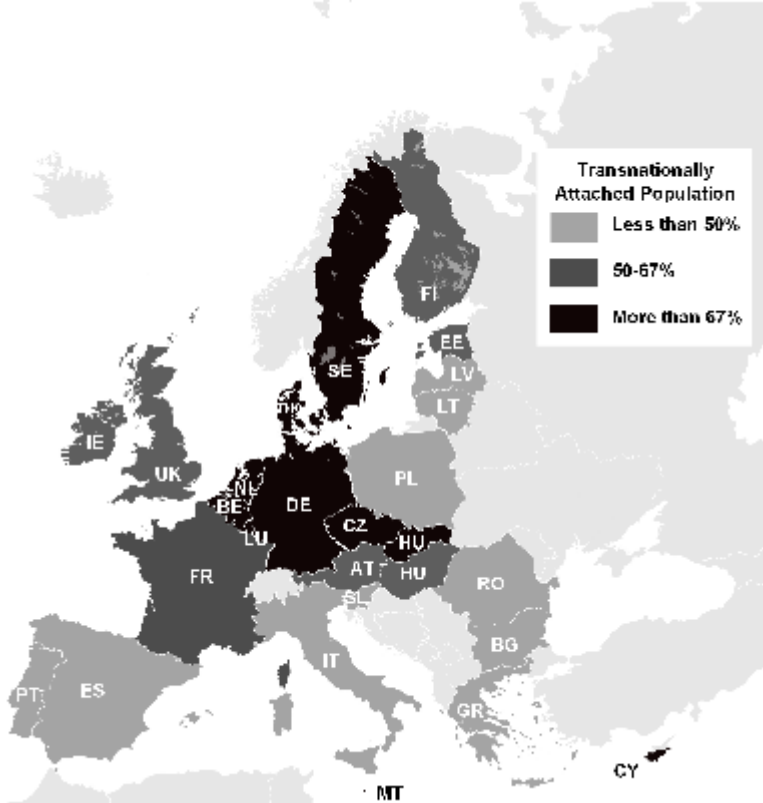 Transnationally
Attached Population
Less than 50%
50-67%
More than 67%
FI
SE
EE
LV
LT
DK
IE
UK
NL
BE
DE
PL
LU
CZ
HU
FR
AT
HU
SL
RO
IT
BG
PT
ES
GR
CY
MT